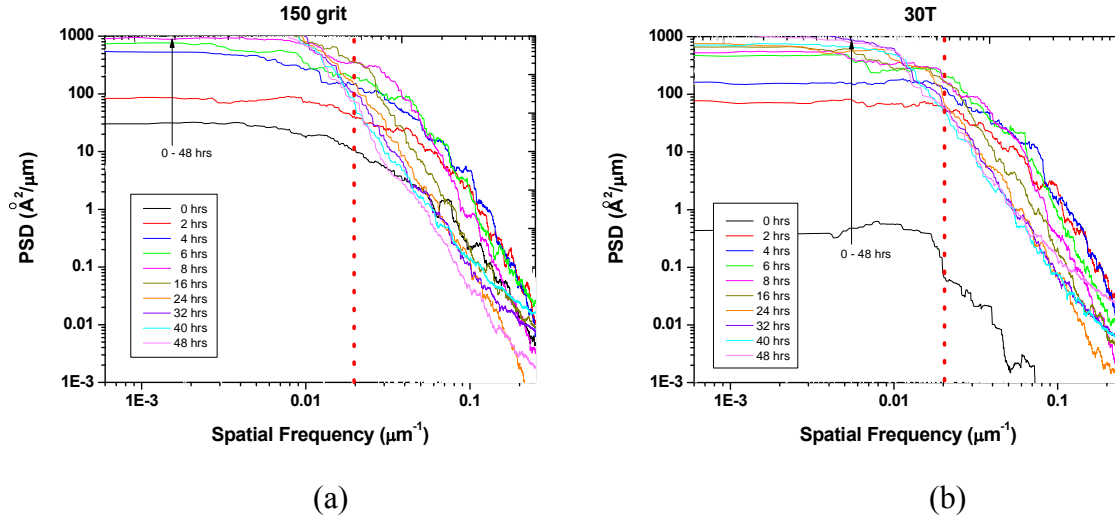 150 grit
1000
100
10
1
0.1
0.01
1E-3
PSD (Å²/μm)
0 - 48 hrs
0 hrs
2 hrs
4 hrs
6 hrs
8 hrs
16 hrs
24 hrs
32 hrs
40 hrs
48 hrs
1E-3
0.01
0.1
Spatial Frequency (μm⁻¹)
(a)
30T
1000
100
10
1
0.1
0.01
1E-3
PSD (Å²/μm)
0 - 48 hrs
0 hrs
2 hrs
4 hrs
6 hrs
8 hrs
16 hrs
24 hrs
32 hrs
40 hrs
48 hrs
1E-3
0.01
0.1
Spatial Frequency (μm⁻¹)
(b)